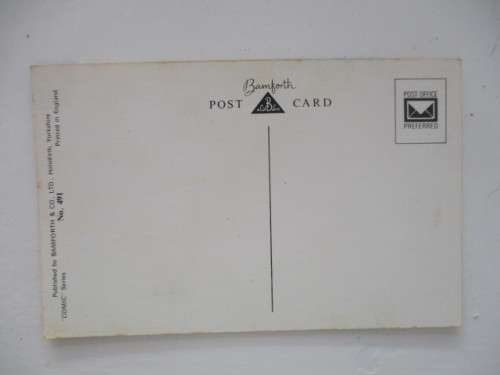 Bamforth
POST CARD
B
POST OFFICE
PREFERRED
Published by BAMFORTH & CO., LTD., Holmfirth, Yorkshire
Printed in England
No. 491
"COMIC" Series